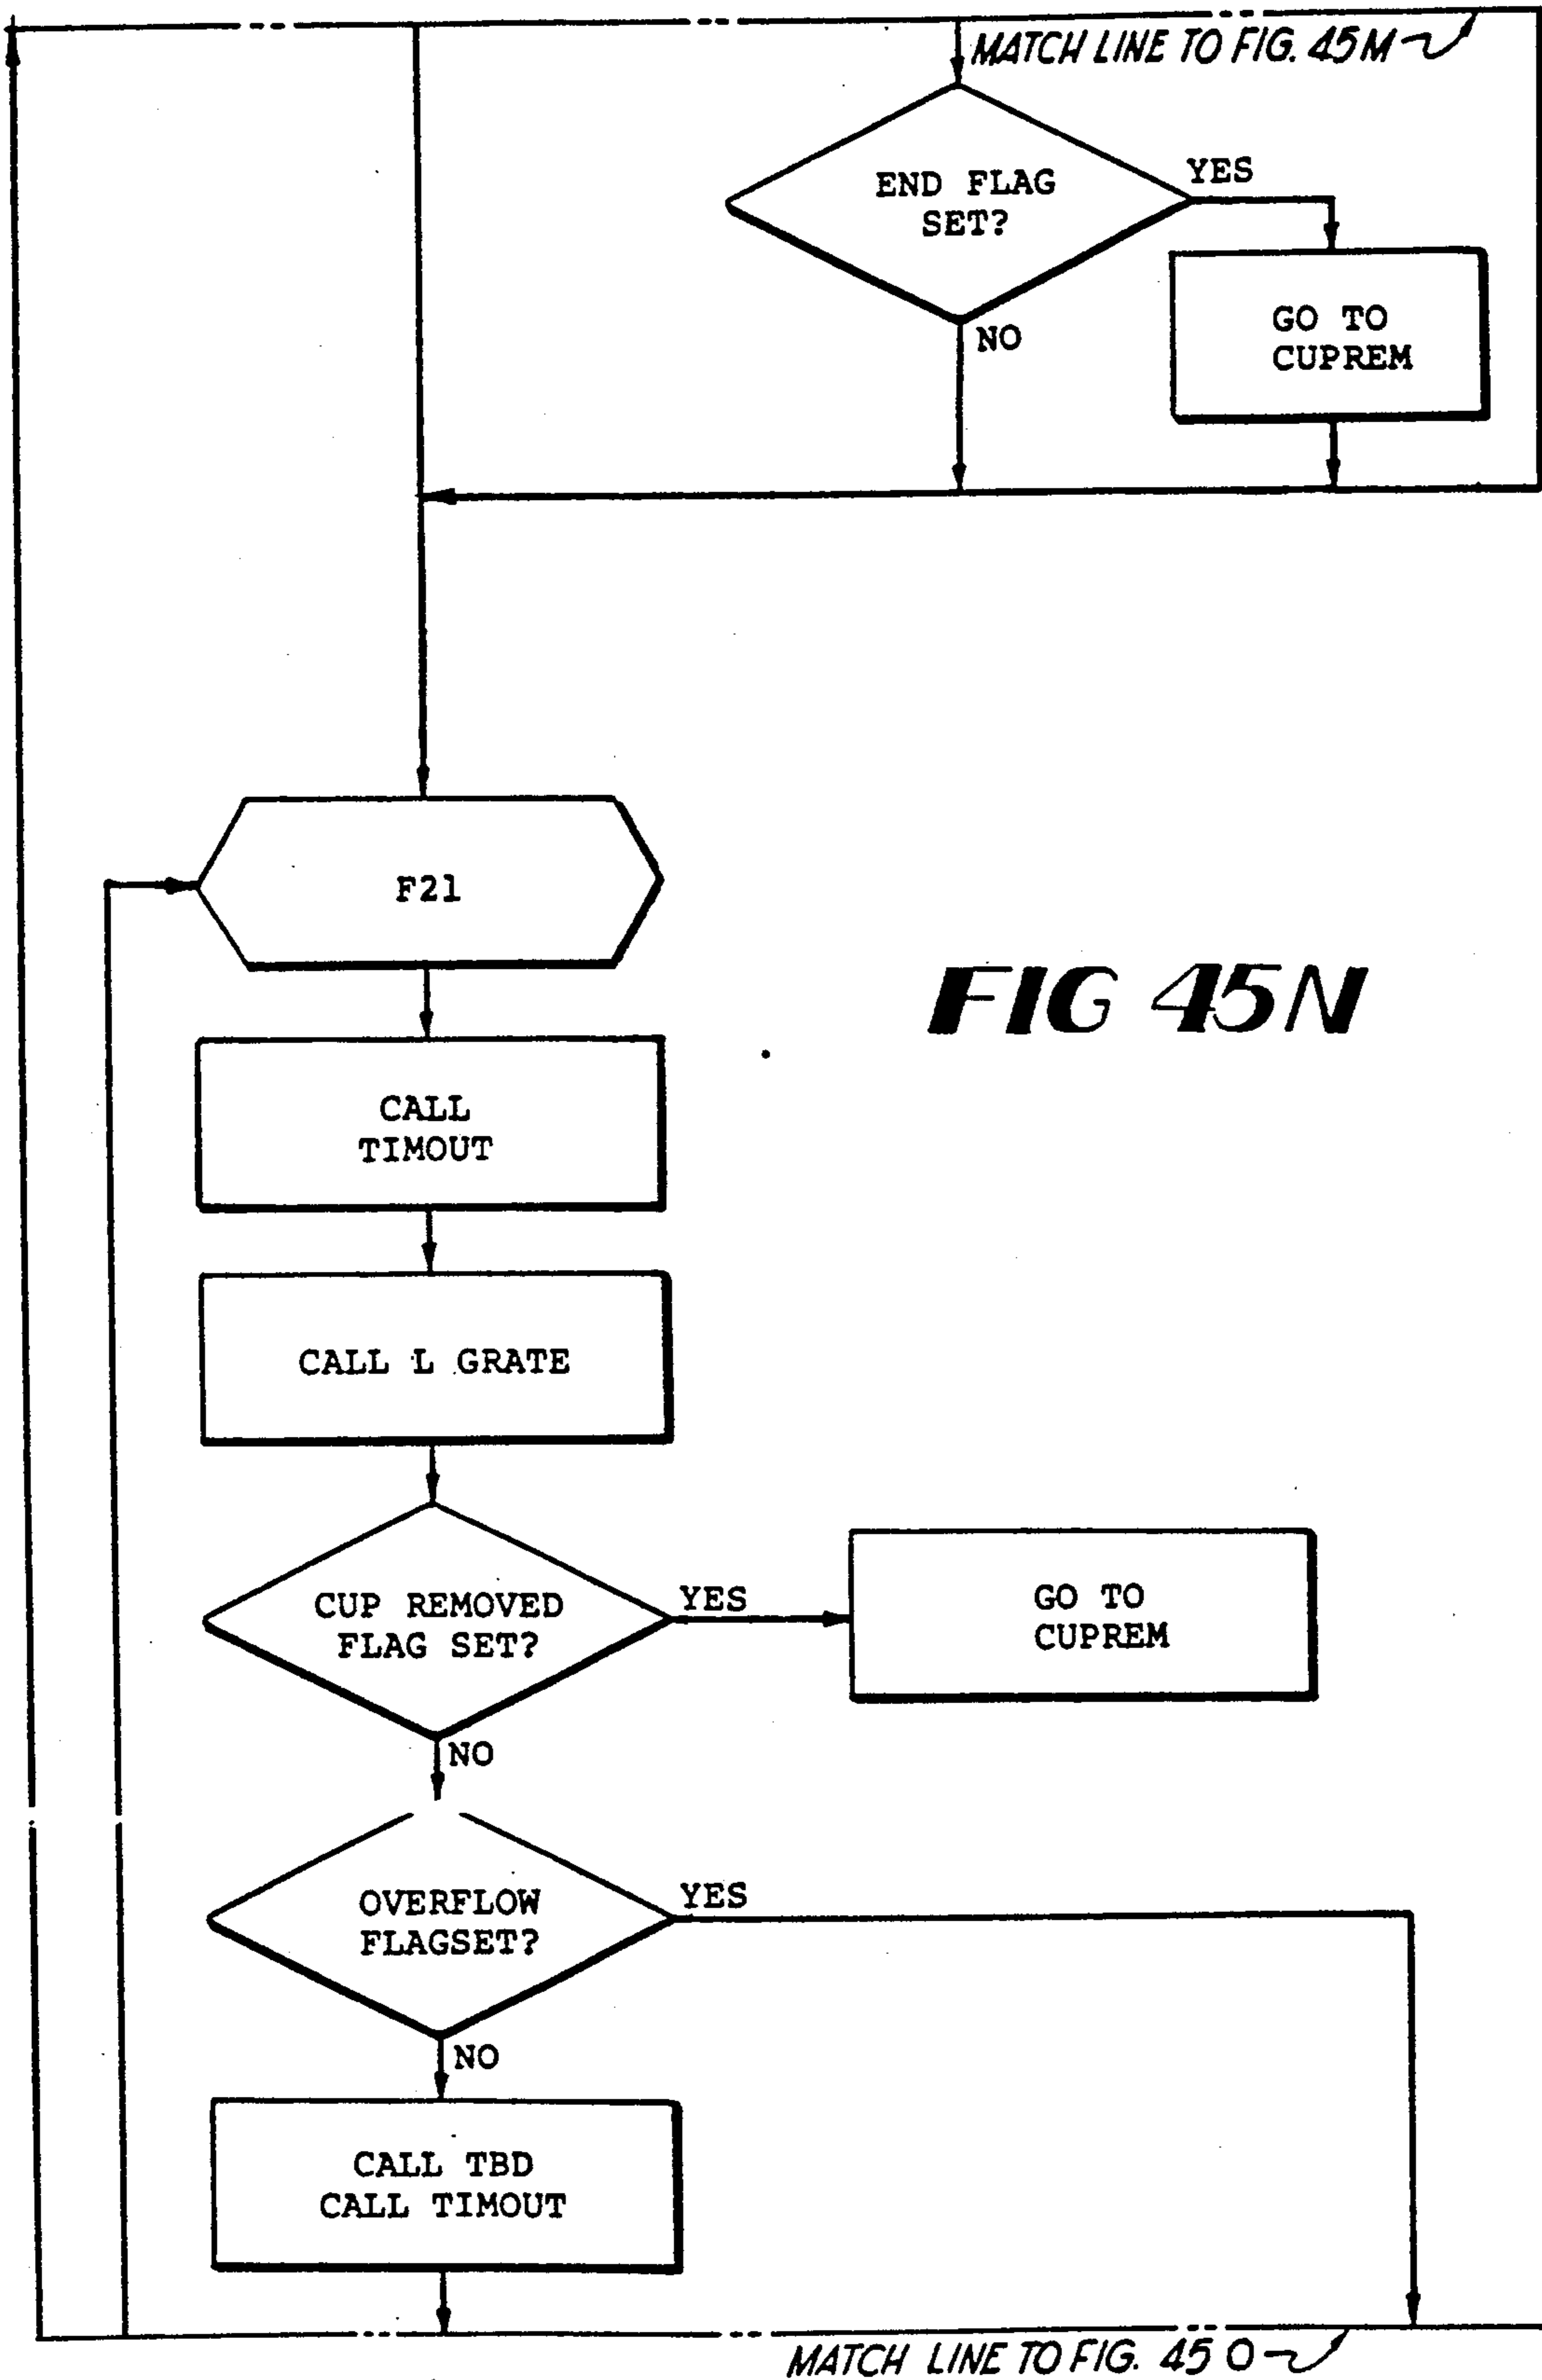 MATCH LINE TO FIG. 45M
END FLAG
SET?
YES
GO TO
CUPREM
NO
F21
FIG 45N
CALL
TIMOUT
CALL L GRATE
CUP REMOVED
FLAG SET?
YES
GO TO
CUPREM
NO
OVERFLOW
FLAGSET?
YES
NO
CALL TBD
CALL TIMOUT
MATCH LINE TO FIG. 45 O